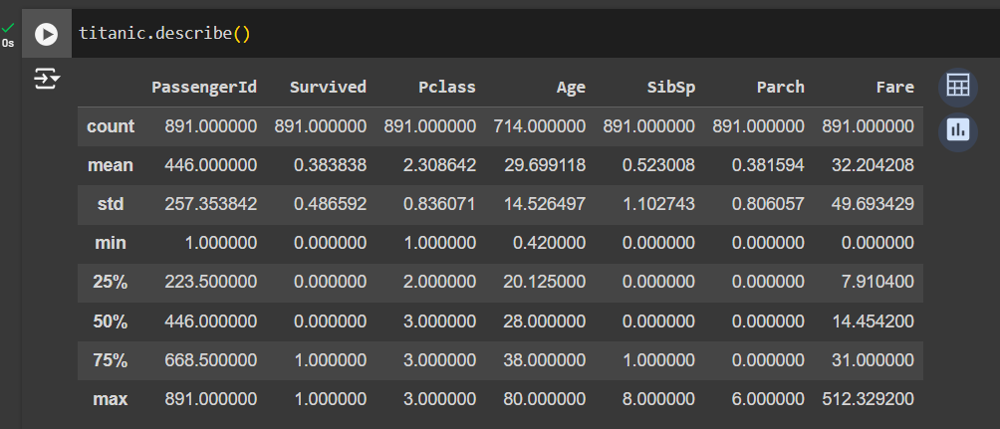 titanic.describe()
0s
PassengerId Survived Pclass Age SibSp Parch Fare
count 891.000000 891.000000 891.000000 714.000000 891.000000 891.000000 891.000000
mean 446.000000 0.383838 2.308642 29.699118 0.523008 0.381594 32.204208
std 257.353842 0.486592 0.836071 14.526497 1.102743 0.806057 49.693429
min 1.000000 0.000000 1.000000 0.420000 0.000000 0.000000 0.000000
25% 223.500000 0.000000 2.000000 20.125000 0.000000 0.000000 7.910400
50% 446.000000 0.000000 3.000000 28.000000 0.000000 0.000000 14.454200
75% 668.500000 1.000000 3.000000 38.000000 1.000000 0.000000 31.000000
max 891.000000 1.000000 3.000000 80.000000 8.000000 6.000000 512.329200